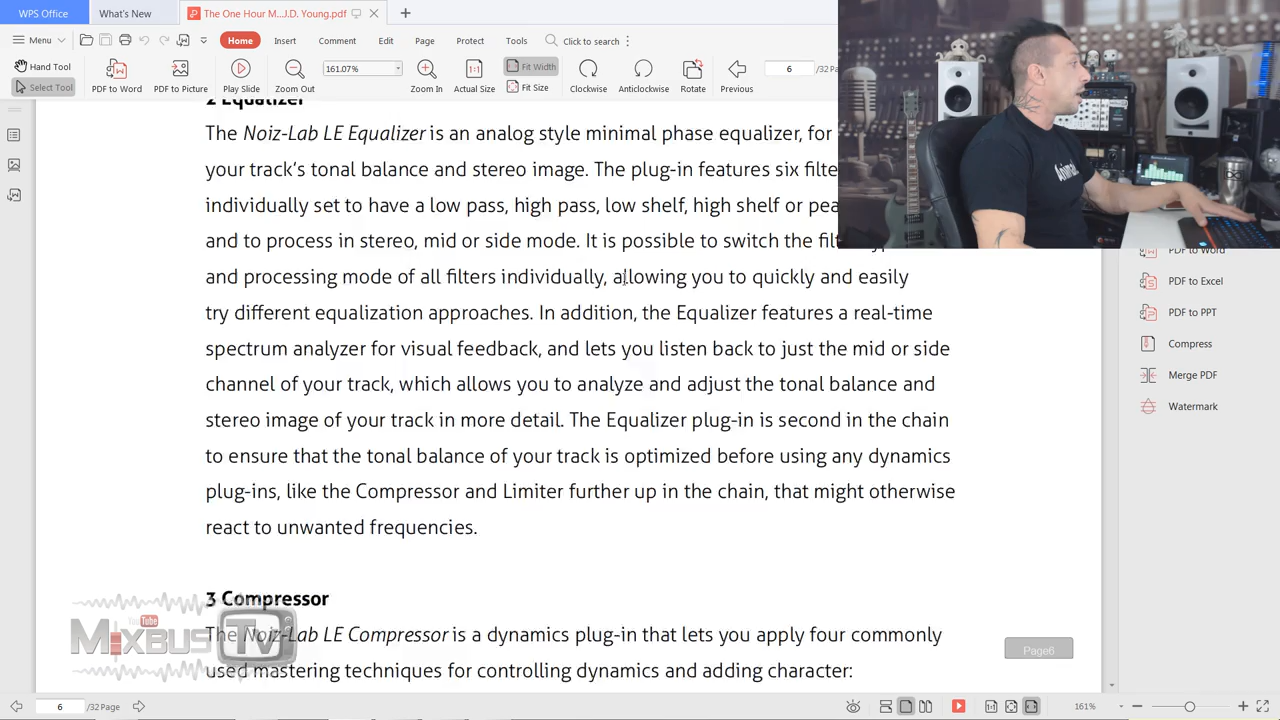 WPS Office
What's New
The One Hour M...J.D. Young.pdf
Menu
Home
Insert
Comment
Edit
Page
Protect
Tools
Click to search
Hand Tool
Select Tool
PDF to Word
PDF to Picture
Play Slide
Zoom Out
161.07%
Zoom In
Actual Size
Fit Width
Fit Size
Clockwise
Anticlockwise
Rotate
Previous
6
/32 Pa
2 Equalizer
The Noiz-Lab LE Equalizer is an analog style minimal phase equalizer, for
your track's tonal balance and stereo image. The plug-in features six filte
individually set to have a low pass, high pass, low shelf, high shelf or pea
and to process in stereo, mid or side mode. It is possible to switch the filt
and processing mode of all filters individually, allowing you to quickly and easily
try different equalization approaches. In addition, the Equalizer features a real-time
spectrum analyzer for visual feedback, and lets you listen back to just the mid or side
channel of your track, which allows you to analyze and adjust the tonal balance and
stereo image of your track in more detail. The Equalizer plug-in is second in the chain
to ensure that the tonal balance of your track is optimized before using any dynamics
plug-ins, like the Compressor and Limiter further up in the chain, that might otherwise
react to unwanted frequencies.
3 Compressor
The Noiz-Lab LE Compressor is a dynamics plug-in that lets you apply four commonly
used mastering techniques for controlling dynamics and adding character:
PDF to Word
PDF to Excel
PDF to PPT
Compress
Merge PDF
Watermark
Animal
YouTube
MIXBUS TV
Page6
6
/32 Page
161%